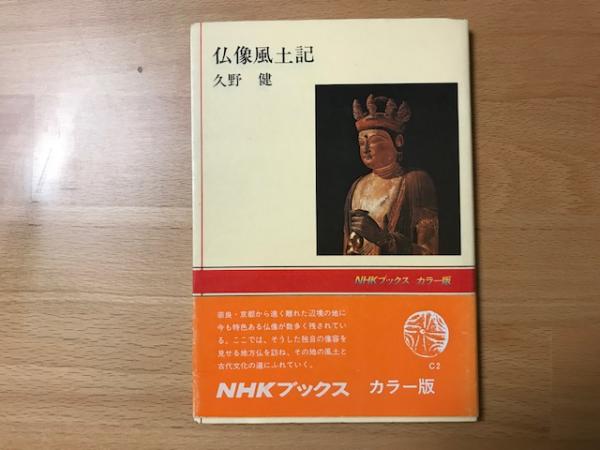 仏像風土記
久野 健
NHKブックス カラー版
奈良・京都から遠く離れた辺境の地に
今も特色ある仏像が数多く残されてい
る。ここでは、そうした独自の像容を
見せる地方仏を訪ね、その地の風土と
古代文化の道にふれていく。
C2
NHKブックス カラー版